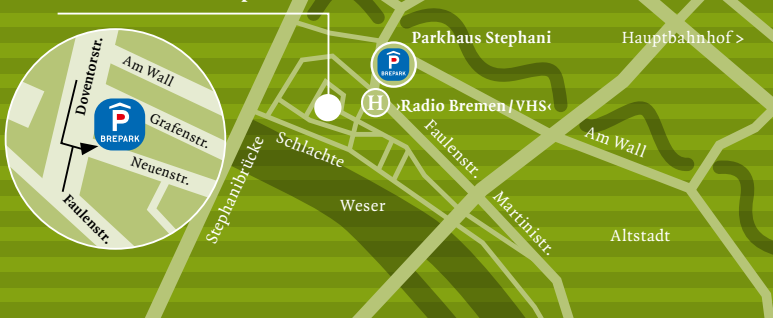 Parkhaus Stephani
Hauptbahnhof >
P
BREPARK
H
›Radio Bremen/VHS‹
Doventorstr.
Am Wall
P
BREPARK
Grafenstr.
Neuenstr.
Faulenstr.
Stephanibrücke
Schlachte
Faulenstr.
Am Wall
Weser
Martinistr.
Altstadt